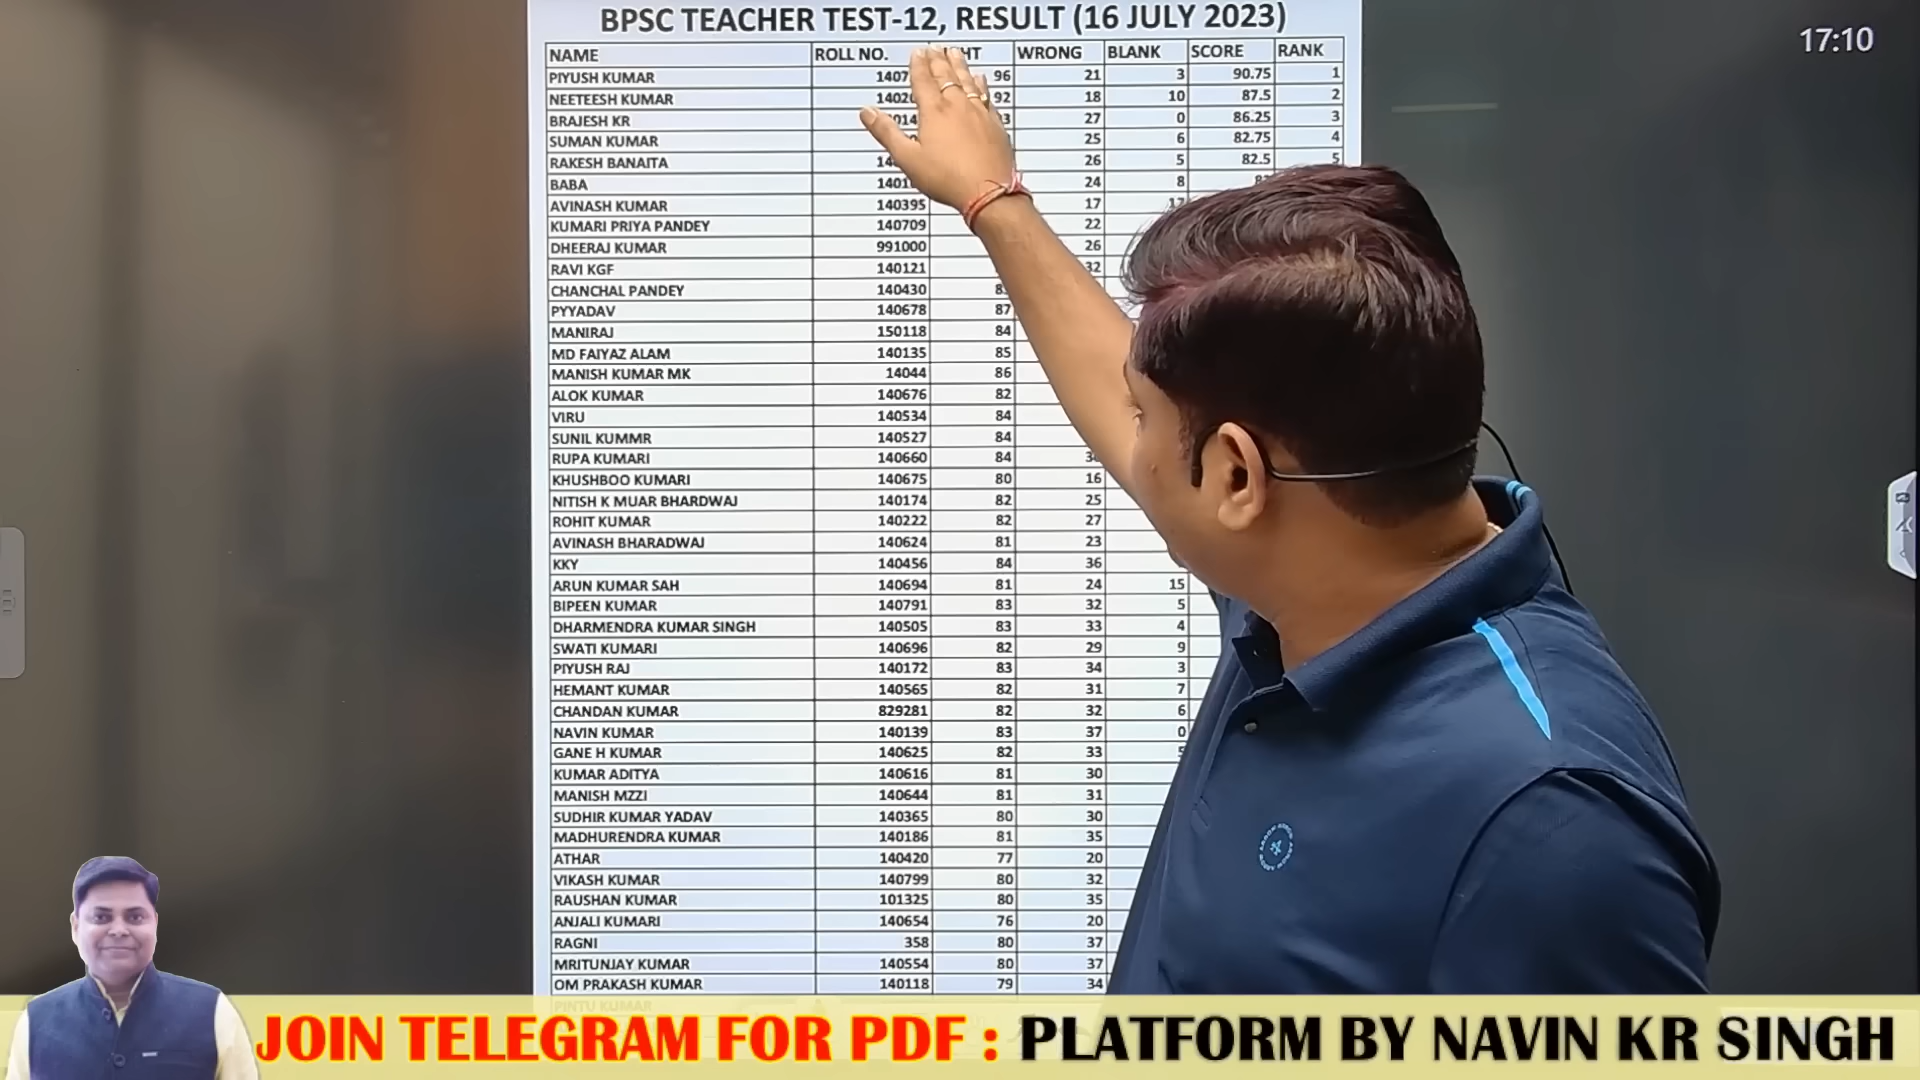 BPSC TEACHER TEST-12, RESULT (16 JULY 2023)
17:10
NAME ROLL NO. WRONG BLANK SCORE RANK
PIYUSH KUMAR 96 21 3 90.75 1
NEETEESH KUMAR 92 18 10 87.5 2
BRAJESH KR 27 0 86.25 3
SUMAN KUMAR 25 6 82.75 4
RAKESH BANAITA 26 5 82.5 5
BABA 24 8
AVINASH KUMAR 140395 17
KUMARI PRIYA PANDEY 140709 22
DHEERAJ KUMAR 991000 26
RAVI KGF 140121 32
CHANCHAL PANDEY 140430
PYYADAV 140678 87
MANIRAJ 150118 84
MD FAIYAZ ALAM 140135 85
MANISH KUMAR MK 14044 86
ALOK KUMAR 140676 82
VIRU 140534 84
SUNIL KUMMR 140527 84
RUPA KUMARI 140660 84
KHUSHBOO KUMARI 140675 80 16
NITISH K MUAR BHARDWAJ 140174 82 25
ROHIT KUMAR 140222 82 27
AVINASH BHARADWAJ 140624 81 23
KKY 140456 84 36
ARUN KUMAR SAH 140694 81 24 15
BIPEEN KUMAR 140791 83 32 5
DHARMENDRA KUMAR SINGH 140505 83 33 4
SWATI KUMARI 140696 82 29 9
PIYUSH RAJ 140172 83 34 3
HEMANT KUMAR 140565 82 31 7
CHANDAN KUMAR 829281 82 32 6
NAVIN KUMAR 140139 83 37 0
GANE H KUMAR 140625 82 33 5
KUMAR ADITYA 140616 81 30
MANISH MZZI 140644 81 31
SUDHIR KUMAR YADAV 140365 80 30
MADHURENDRA KUMAR 140186 81 35
ATHAR 140420 77 20
VIKASH KUMAR 140799 80 32
RAUSHAN KUMAR 101325 80 35
ANJALI KUMARI 140654 76 20
RAGNI 358 80 37
MRITUNJAY KUMAR 140554 80 37
OM PRAKASH KUMAR 140118 79 34
PINTU KUMAR
JOIN TELEGRAM FOR PDF : PLATFORM BY NAVIN KR SINGH